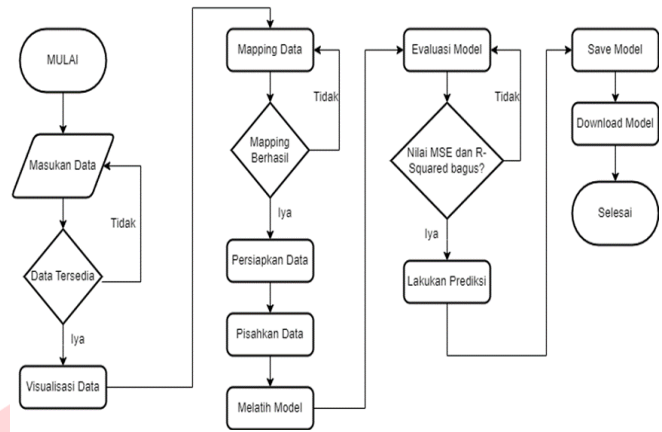 MULAI
Masukan Data
Tidak
Data Tersedia
Iya
Visualisasi Data
Mapping Data
Tidak
Mapping
Berhasil
Iya
Persiapkan Data
Pisahkan Data
Melatih Model
Evaluasi Model
Tidak
Nilai MSE dan R-
Squared bagus?
Iya
Lakukan Prediksi
Save Model
Download Model
Selesai